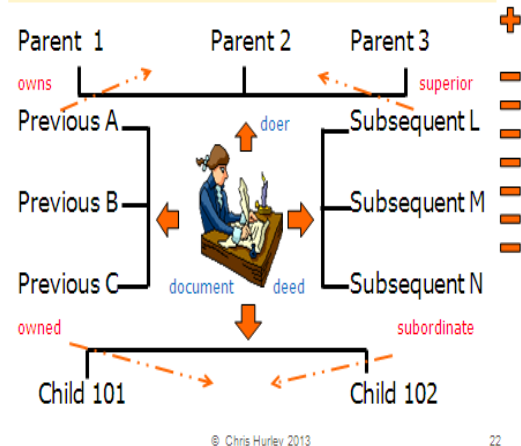 Parent 1 Parent 2 Parent 3
owns superior
Previous A doer Subsequent L
Previous B Subsequent M
Previous C document deed Subsequent N
owned subordinate
Child 101 Child 102
© Chris Hurley 2013 22